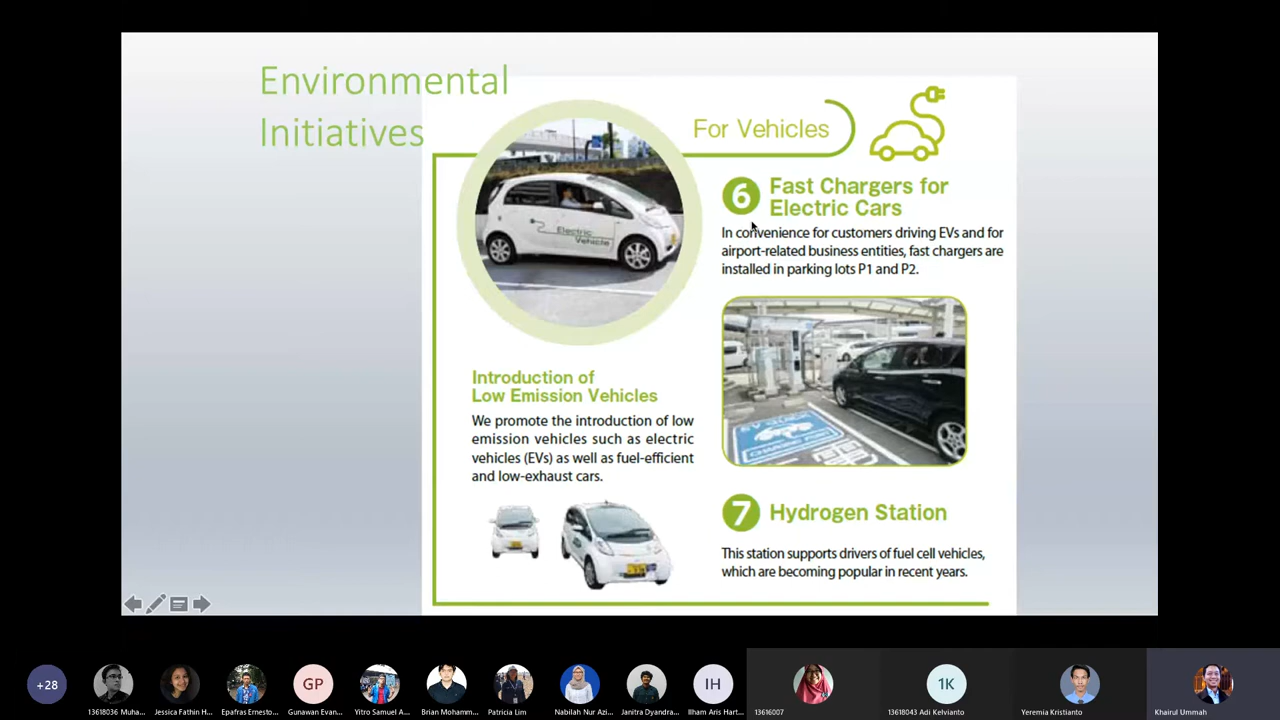 Environmental
Initiatives
For Vehicles
Electric
Vehicle
6
Fast Chargers for
Electric Cars
In convenience for customers driving EVs and for
airport-related business entities, fast chargers are
installed in parking lots P1 and P2.
Introduction of
Low Emission Vehicles
We promote the introduction of low
emission vehicles such as electric
vehicles (EVs) as well as fuel-efficient
and low-exhaust cars.
EV QUICK
7
Hydrogen Station
This station supports drivers of fuel cell vehicles,
which are becoming popular in recent years.
+28
GP
IH
1K
13618036 Muha...
Jessica Fathin H...
Epafras Ernesto...
Gunawan Evan...
Yitro Samuel A...
Brian Mohamm...
Patricia Lim
Nabilah Nur Azi...
Janitra Dyandra...
Ilham Aris Hart...
13616007
13618043 Adi Kelvianto
Yeremia Kristianto
Khairul Ummah